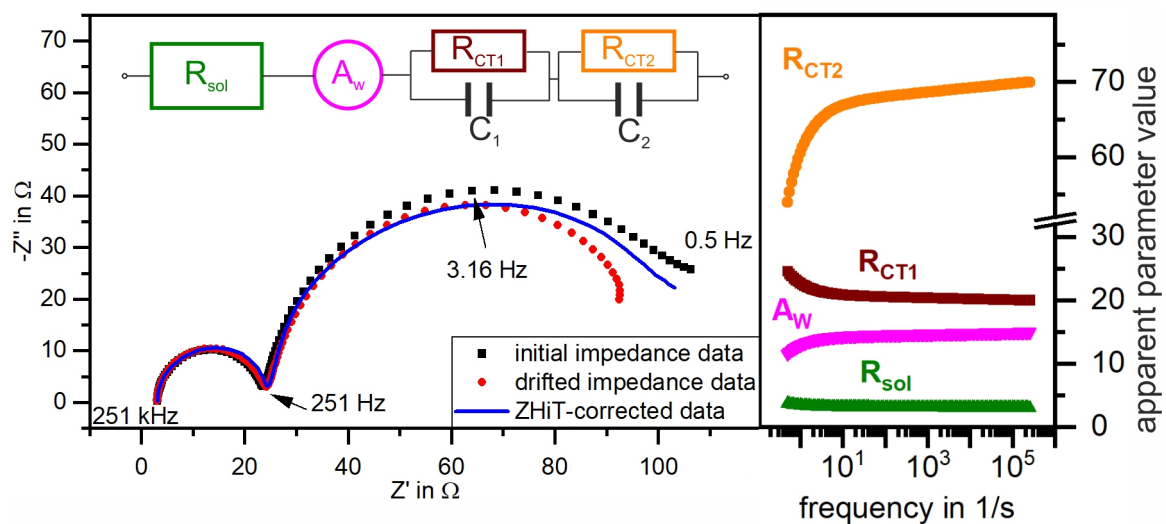 70
60
50
40
30
20
10
0
-Z'' in Ω
R_sol
A_w
R_CT1
C_1
R_CT2
C_2
0.5 Hz
3.16 Hz
251 Hz
251 kHz
initial impedance data
drifted impedance data
ZHiT-corrected data
0 20 40 60 80 100
Z' in Ω
R_CT2
R_CT1
A_W
R_sol
70
60
30
20
10
0
apparent parameter value
10^1 10^3 10^5
frequency in 1/s